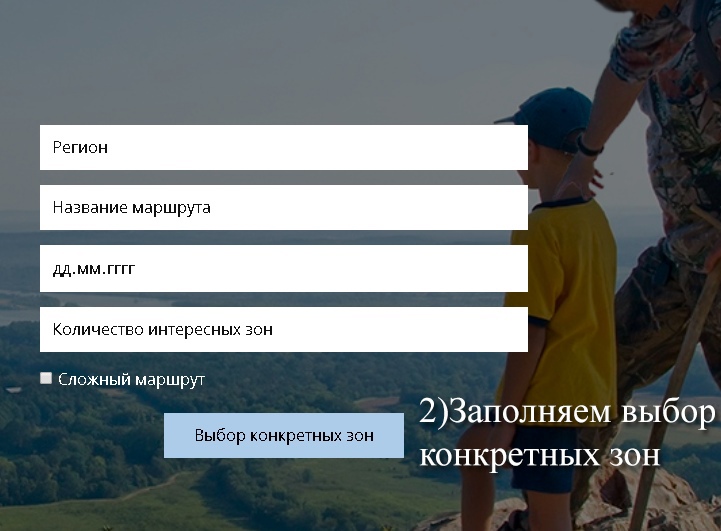 Регион
Название маршрута
дд.мм.гггг
Количество интересных зон
Сложный маршрут
Выбор конкретных зон
2)Заполняем выбор
конкретных зон